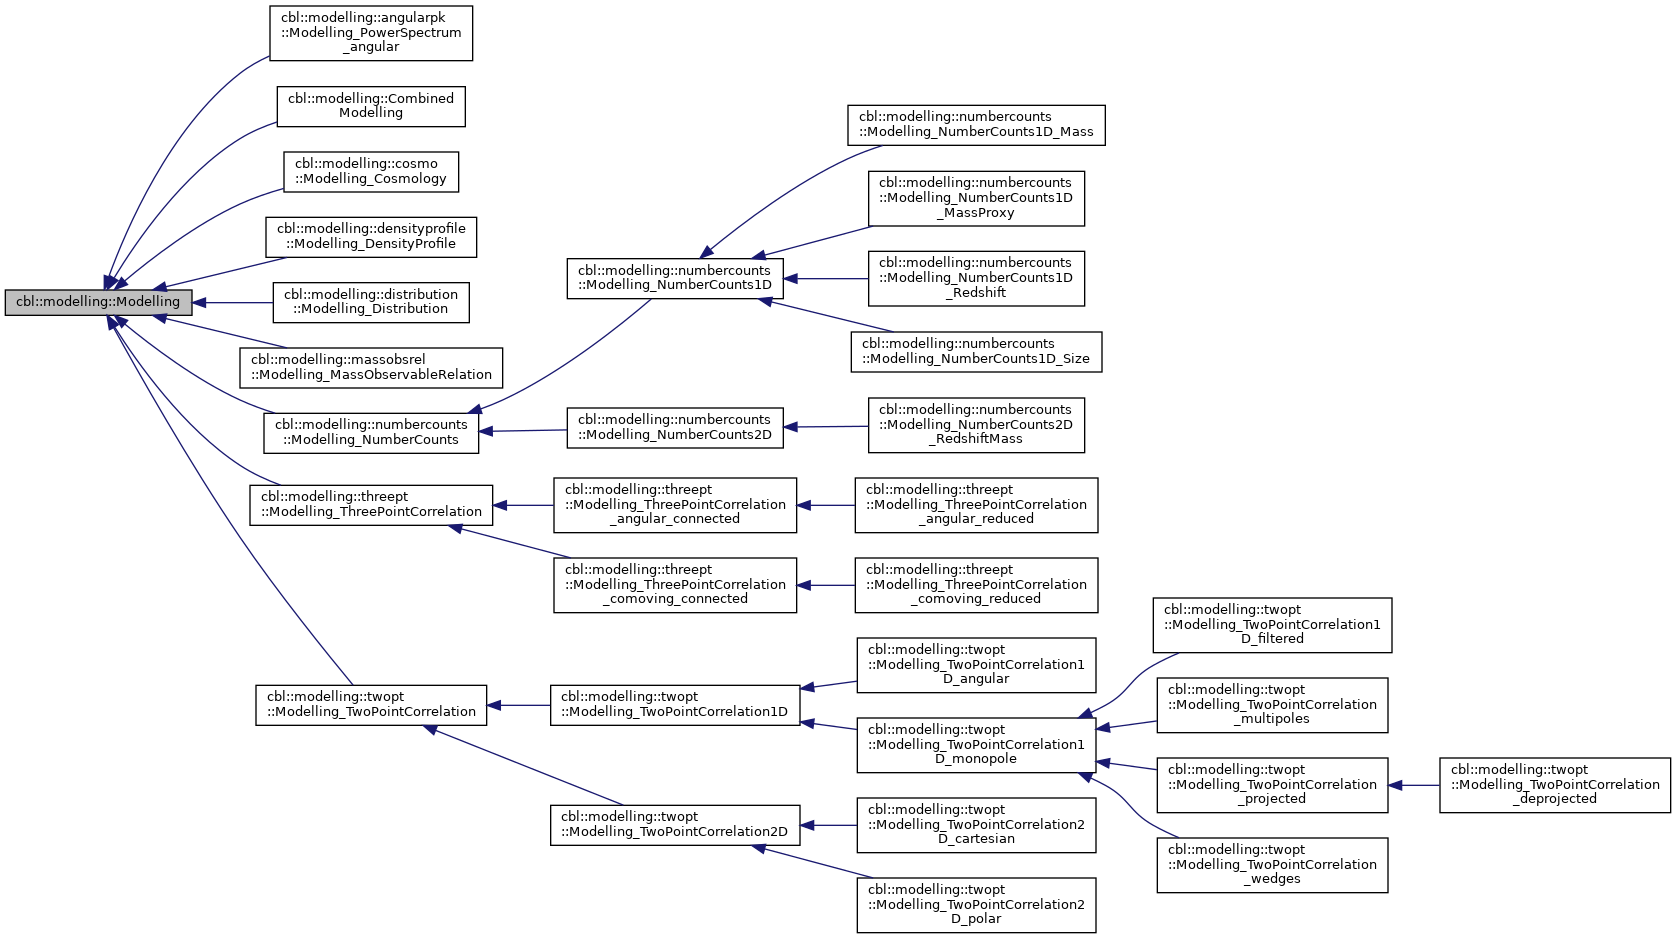 cbl::modelling::angularpk
::Modelling_PowerSpectrum
_angular
cbl::modelling::Combined
Modelling
cbl::modelling::cosmo
::Modelling_Cosmology
cbl::modelling::densityprofile
::Modelling_DensityProfile
cbl::modelling::Modelling
cbl::modelling::distribution
::Modelling_Distribution
cbl::modelling::massobsrel
::Modelling_MassObservableRelation
cbl::modelling::numbercounts
::Modelling_NumberCounts
cbl::modelling::threept
::Modelling_ThreePointCorrelation
cbl::modelling::twopt
::Modelling_TwoPointCorrelation
cbl::modelling::numbercounts
::Modelling_NumberCounts1D
cbl::modelling::numbercounts
::Modelling_NumberCounts2D
cbl::modelling::threept
::Modelling_ThreePointCorrelation
_angular_connected
cbl::modelling::threept
::Modelling_ThreePointCorrelation
_comoving_connected
cbl::modelling::twopt
::Modelling_TwoPointCorrelation1D
cbl::modelling::twopt
::Modelling_TwoPointCorrelation2D
cbl::modelling::numbercounts
::Modelling_NumberCounts1D_Mass
cbl::modelling::numbercounts
::Modelling_NumberCounts1D
_MassProxy
cbl::modelling::numbercounts
::Modelling_NumberCounts1D
_Redshift
cbl::modelling::numbercounts
::Modelling_NumberCounts1D_Size
cbl::modelling::numbercounts
::Modelling_NumberCounts2D
_RedshiftMass
cbl::modelling::threept
::Modelling_ThreePointCorrelation
_angular_reduced
cbl::modelling::threept
::Modelling_ThreePointCorrelation
_comoving_reduced
cbl::modelling::twopt
::Modelling_TwoPointCorrelation1
D_angular
cbl::modelling::twopt
::Modelling_TwoPointCorrelation1
D_monopole
cbl::modelling::twopt
::Modelling_TwoPointCorrelation2
D_cartesian
cbl::modelling::twopt
::Modelling_TwoPointCorrelation2
D_polar
cbl::modelling::twopt
::Modelling_TwoPointCorrelation1
D_filtered
cbl::modelling::twopt
::Modelling_TwoPointCorrelation
_multipoles
cbl::modelling::twopt
::Modelling_TwoPointCorrelation
_projected
cbl::modelling::twopt
::Modelling_TwoPointCorrelation
_wedges
cbl::modelling::twopt
::Modelling_TwoPointCorrelation
_deprojected